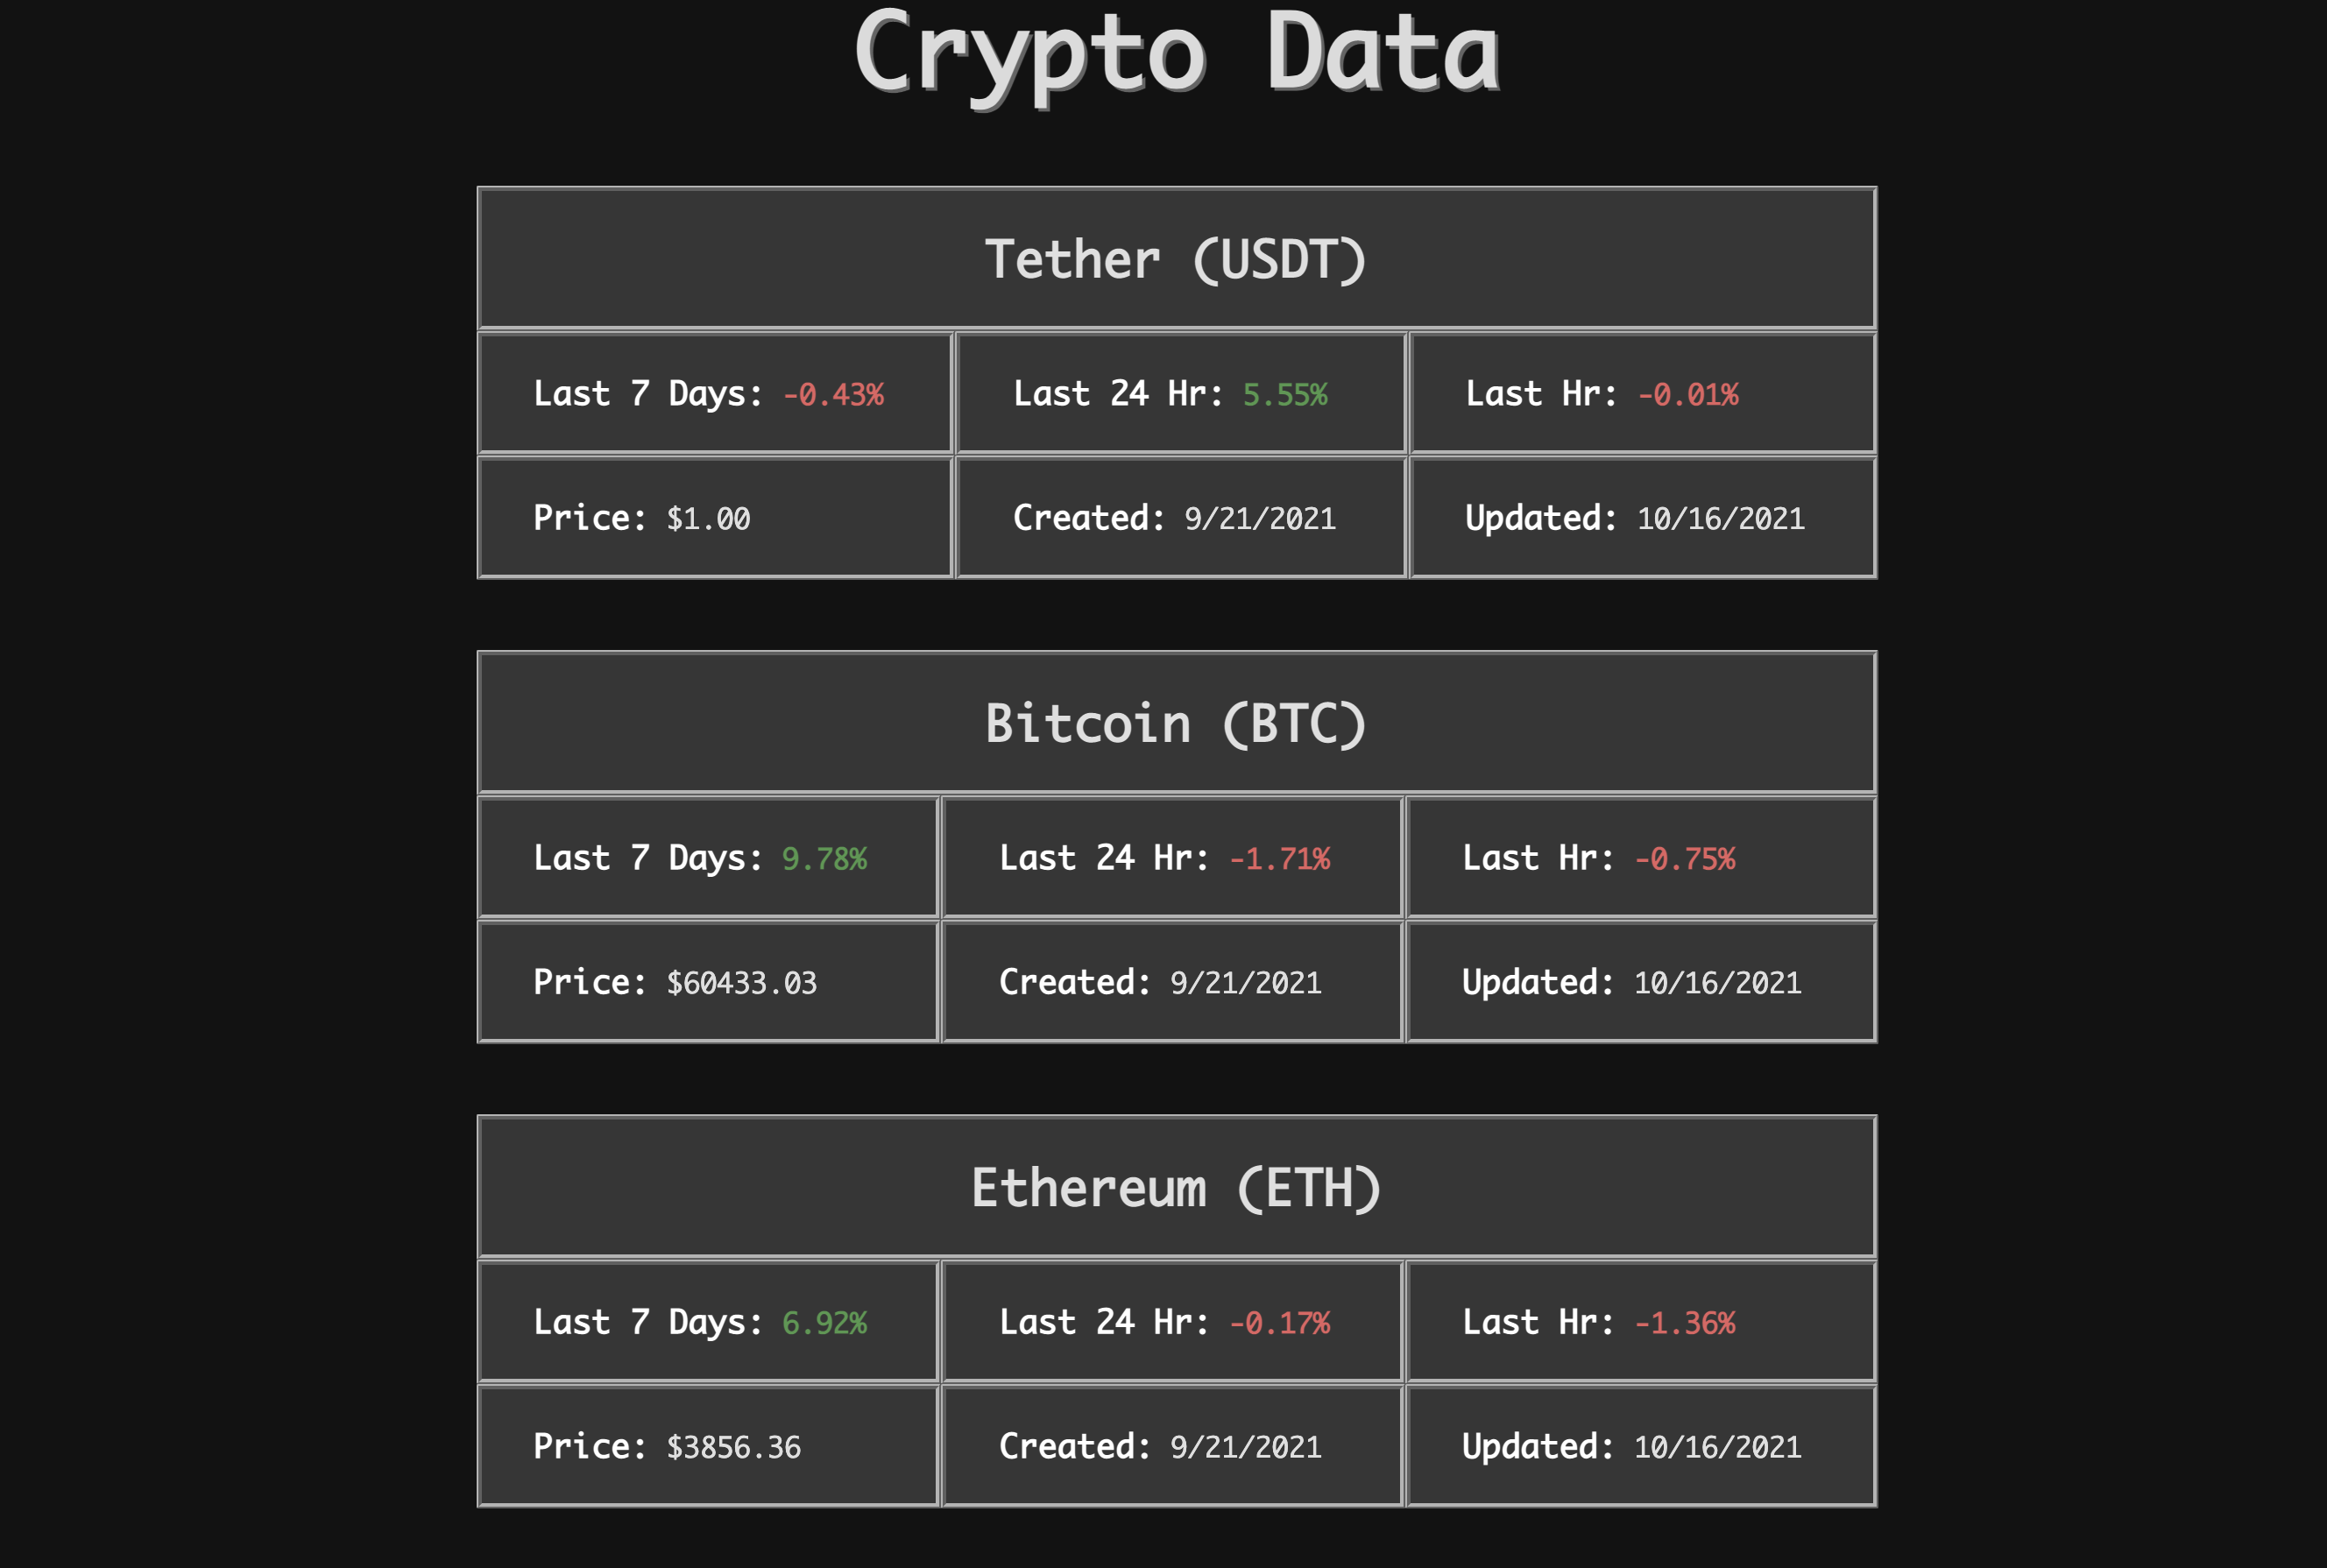 Crypto Data
Tether (USDT)
Last 7 Days: -0.43% Last 24 Hr: 5.55% Last Hr: -0.01%
Price: $1.00 Created: 9/21/2021 Updated: 10/16/2021
Bitcoin (BTC)
Last 7 Days: 9.78% Last 24 Hr: -1.71% Last Hr: -0.75%
Price: $60433.03 Created: 9/21/2021 Updated: 10/16/2021
Ethereum (ETH)
Last 7 Days: 6.92% Last 24 Hr: -0.17% Last Hr: -1.36%
Price: $3856.36 Created: 9/21/2021 Updated: 10/16/2021